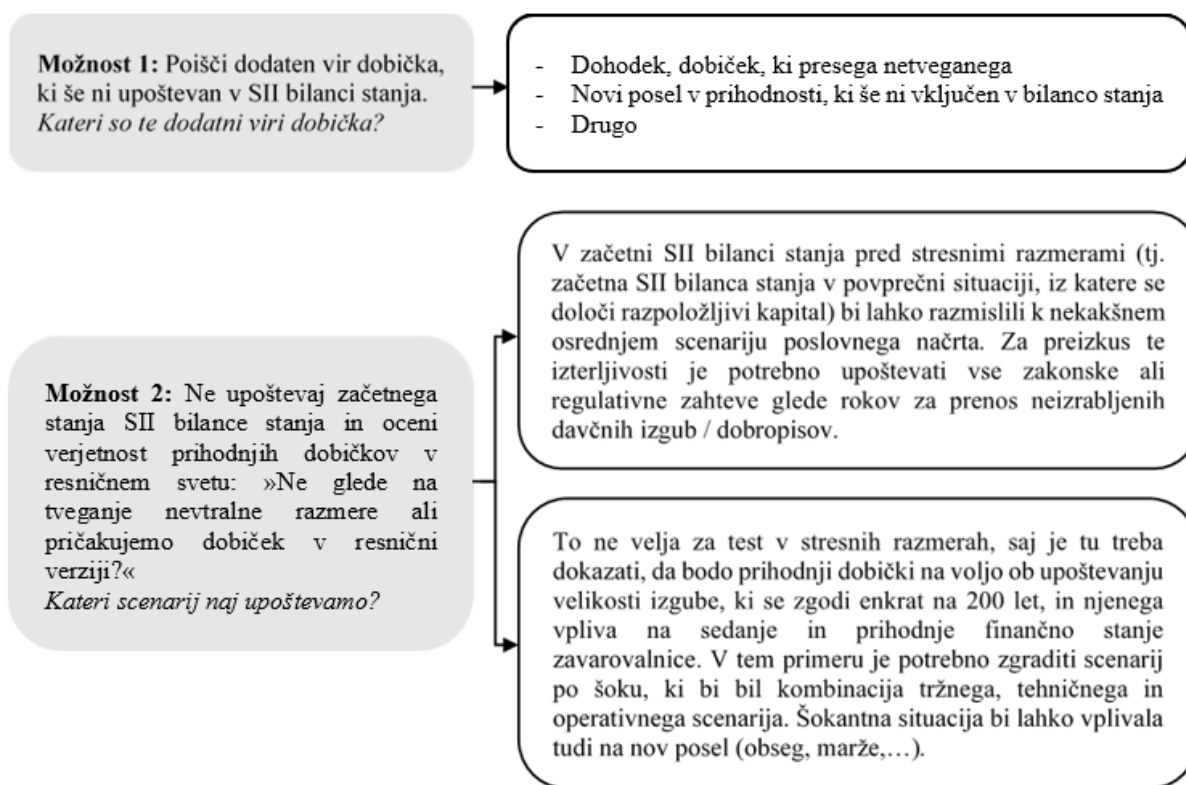 Možnost 1: Poišči dodaten vir dobička,
ki še ni upoštevan v SII bilanci stanja.
Kateri so te dodatni viri dobička?
- Dohodek, dobiček, ki presega netveganega
- Novi posel v prihodnosti, ki še ni vključen v bilanco stanja
- Drugo
Možnost 2: Ne upoštevaj začetnega
stanja SII bilance stanja in oceni
verjetnost prihodnjih dobičkov v
resničnem svetu: »Ne glede na
tveganje nevtralne razmere ali
pričakujemo dobiček v resnični
verziji?«
Kateri scenarij naj upoštevamo?
V začetni SII bilanci stanja pred stresnimi razmerami (tj.
začetna SII bilanca stanja v povprečni situaciji, iz katere se
določi razpoložljivi kapital) bi lahko razmislili k nekakšnem
osrednjem scenariju poslovnega načrta. Za preizkus te
izterljivosti je potrebno upoštevati vse zakonske ali
regulativne zahteve glede rokov za prenos neizrabljenih
davčnih izgub / dobropisov.
To ne velja za test v stresnih razmerah, saj je tu treba
dokazati, da bodo prihodnji dobički na voljo ob upoštevanju
velikosti izgube, ki se zgodi enkrat na 200 let, in njenega
vpliva na sedanje in prihodnje finančno stanje
zavarovalnice. V tem primeru je potrebno zgraditi scenarij
po šoku, ki bi bil kombinacija tržnega, tehničnega in
operativnega scenarija. Šokantna situacija bi lahko vplivala
tudi na nov posel (obseg, marže,…).